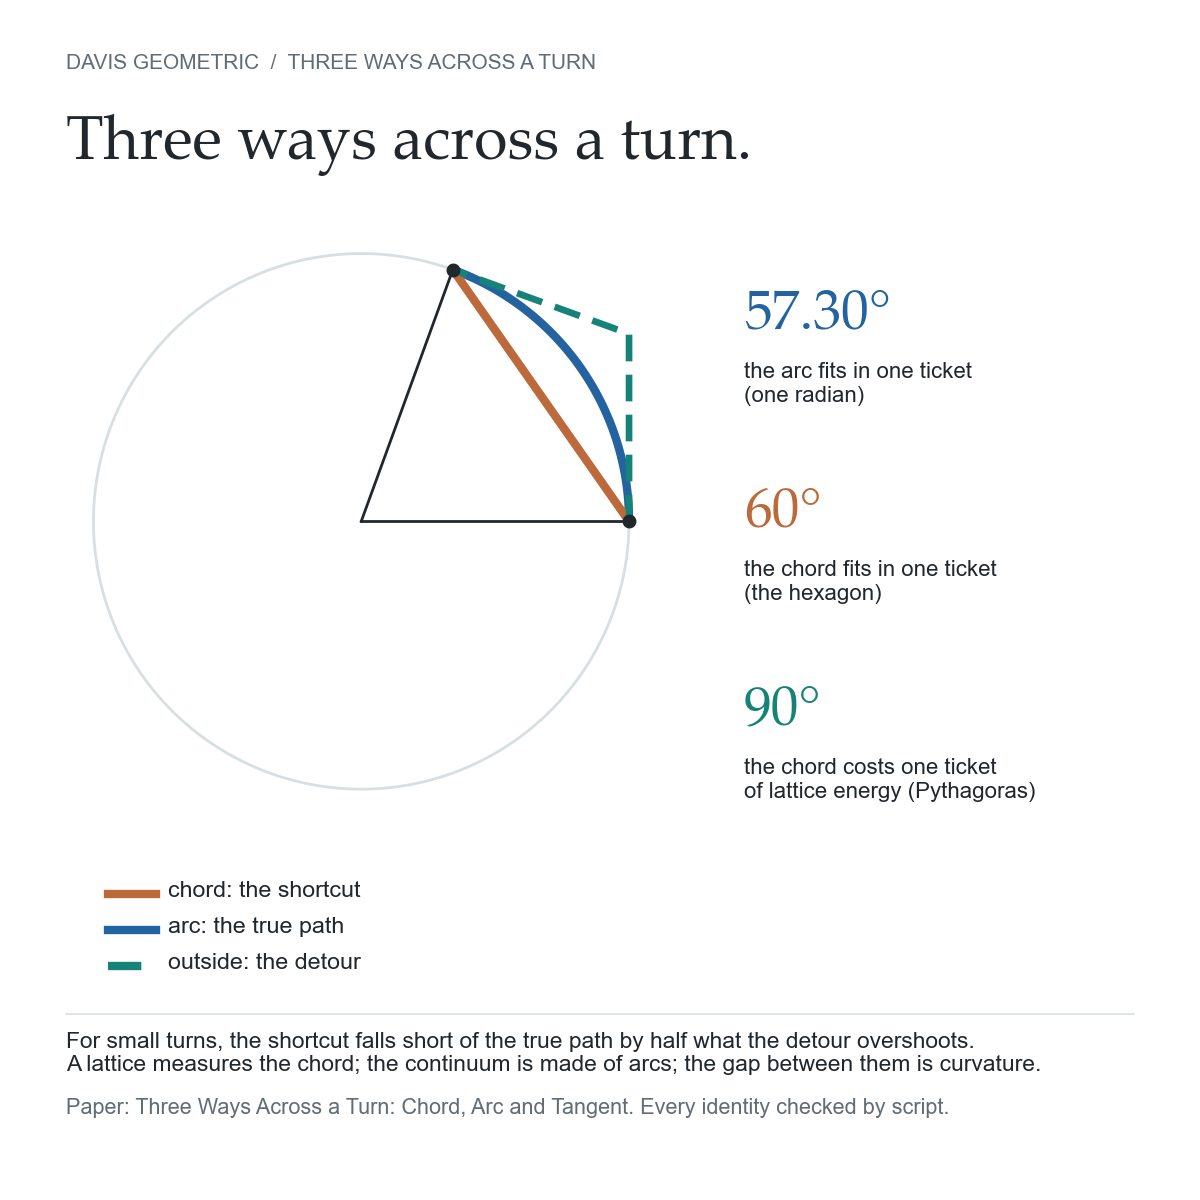 DAVIS GEOMETRIC / THREE WAYS ACROSS A TURN
Three ways across a turn.
57.30°
the arc fits in one ticket
(one radian)
60°
the chord fits in one ticket
(the hexagon)
90°
the chord costs one ticket
of lattice energy (Pythagoras)
chord: the shortcut
arc: the true path
outside: the detour
For small turns, the shortcut falls short of the true path by half what the detour overshoots.
A lattice measures the chord; the continuum is made of arcs; the gap between them is curvature.
Paper: Three Ways Across a Turn: Chord, Arc and Tangent. Every identity checked by script.